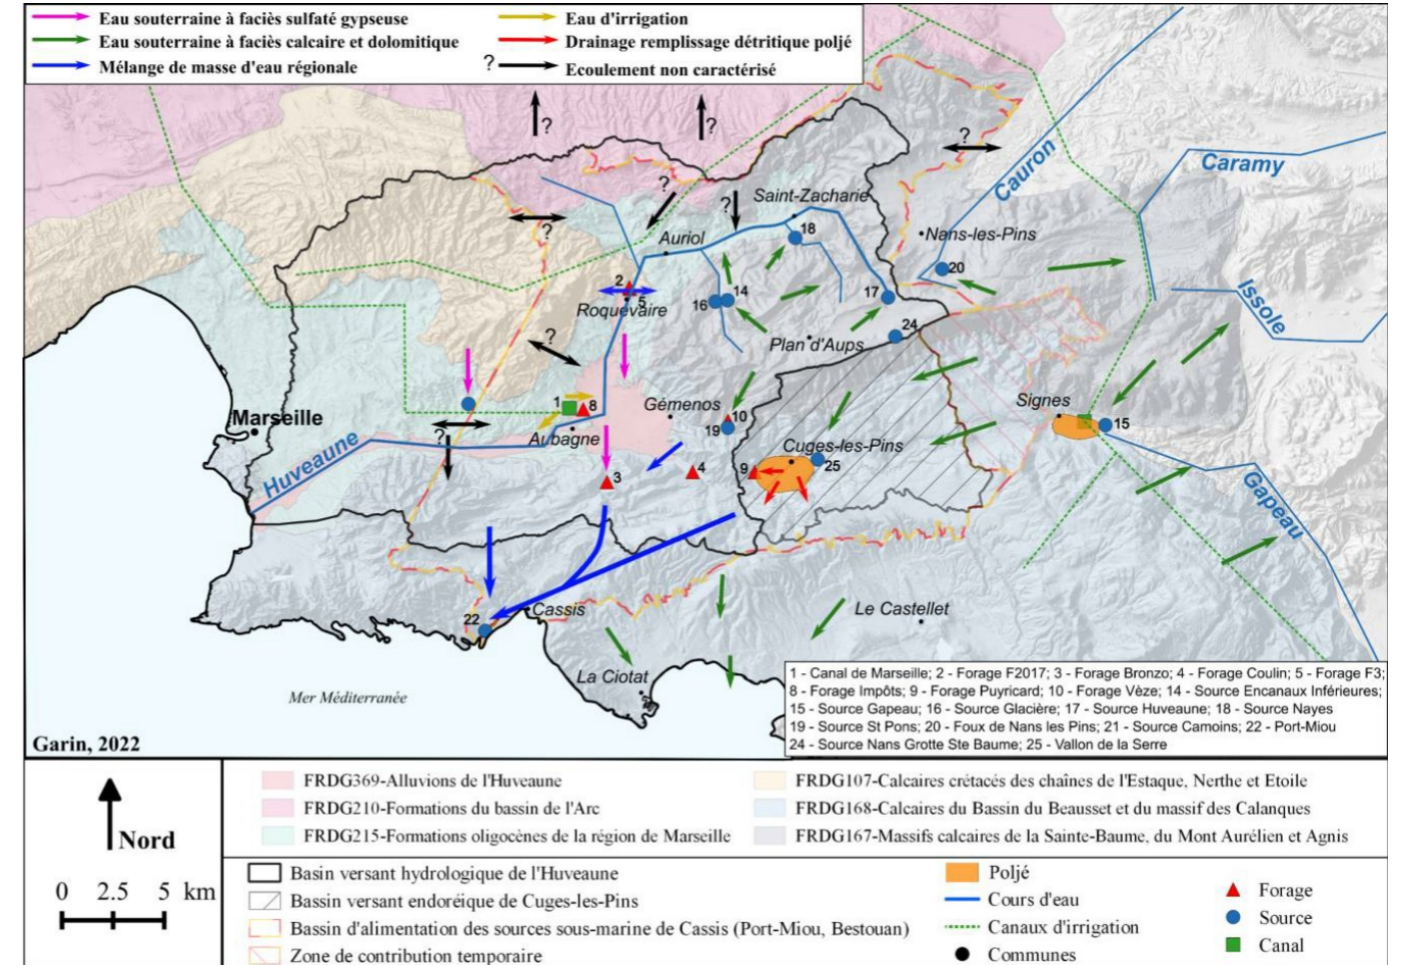 Eau souterraine à faciès sulfaté gypseuse
Eau souterraine à faciès calcaire et dolomitique
Mélange de masse d'eau régionale
Eau d'irrigation
Drainage remplissage détritique poljé
? Ecoulement non caractérisé
?
?
?
Cauron
Caramy
Saint-Zacharie
?
?
18
Nans-les-Pins
?
Auriol
20
2
5
Roquevaire
16
14
17
Issole
24
?
Plan d'Aups
1
8
Gémenos
10
19
Signes
15
Marseille
?
Aubagne
Cuges-les-Pins
Huveaune
3
4
9
25
Gapeau
Cassis
22
Le Castellet
La Ciotat
Mer Méditerranée
Garin, 2022
1 - Canal de Marseille; 2 - Forage F2017; 3 - Forage Bronzo; 4 - Forage Coulin; 5 - Forage F3;
8 - Forage Impôts; 9 - Forage Puyricard; 10 - Forage Vèze; 14 - Source Encanaux Inférieures;
15 - Source Gapeau; 16 - Source Glacière; 17 - Source Huveaune; 18 - Source Nayes
19 - Source St Pons; 20 - Foux de Nans les Pins; 21 - Source Camoins; 22 - Port-Miou
24 - Source Nans Grotte Ste Baume; 25 - Vallon de la Serre
Nord
0 2.5 5 km
FRDG369-Alluvions de l'Huveaune
FRDG210-Formations du bassin de l'Arc
FRDG215-Formations oligocènes de la région de Marseille
FRDG107-Calcaires crétacés des chaînes de l'Estaque, Nerthe et Etoile
FRDG168-Calcaires du Bassin du Beausset et du massif des Calanques
FRDG167-Massifs calcaires de la Sainte-Baume, du Mont Aurélien et Agnis
Basin versant hydrologique de l'Huveaune
Bassin versant endoréique de Cuges-les-Pins
Bassin d'alimentation des sources sous-marine de Cassis (Port-Miou, Bestouan)
Zone de contribution temporaire
Poljé
Cours d'eau
Canaux d'irrigation
Communes
Forage
Source
Canal